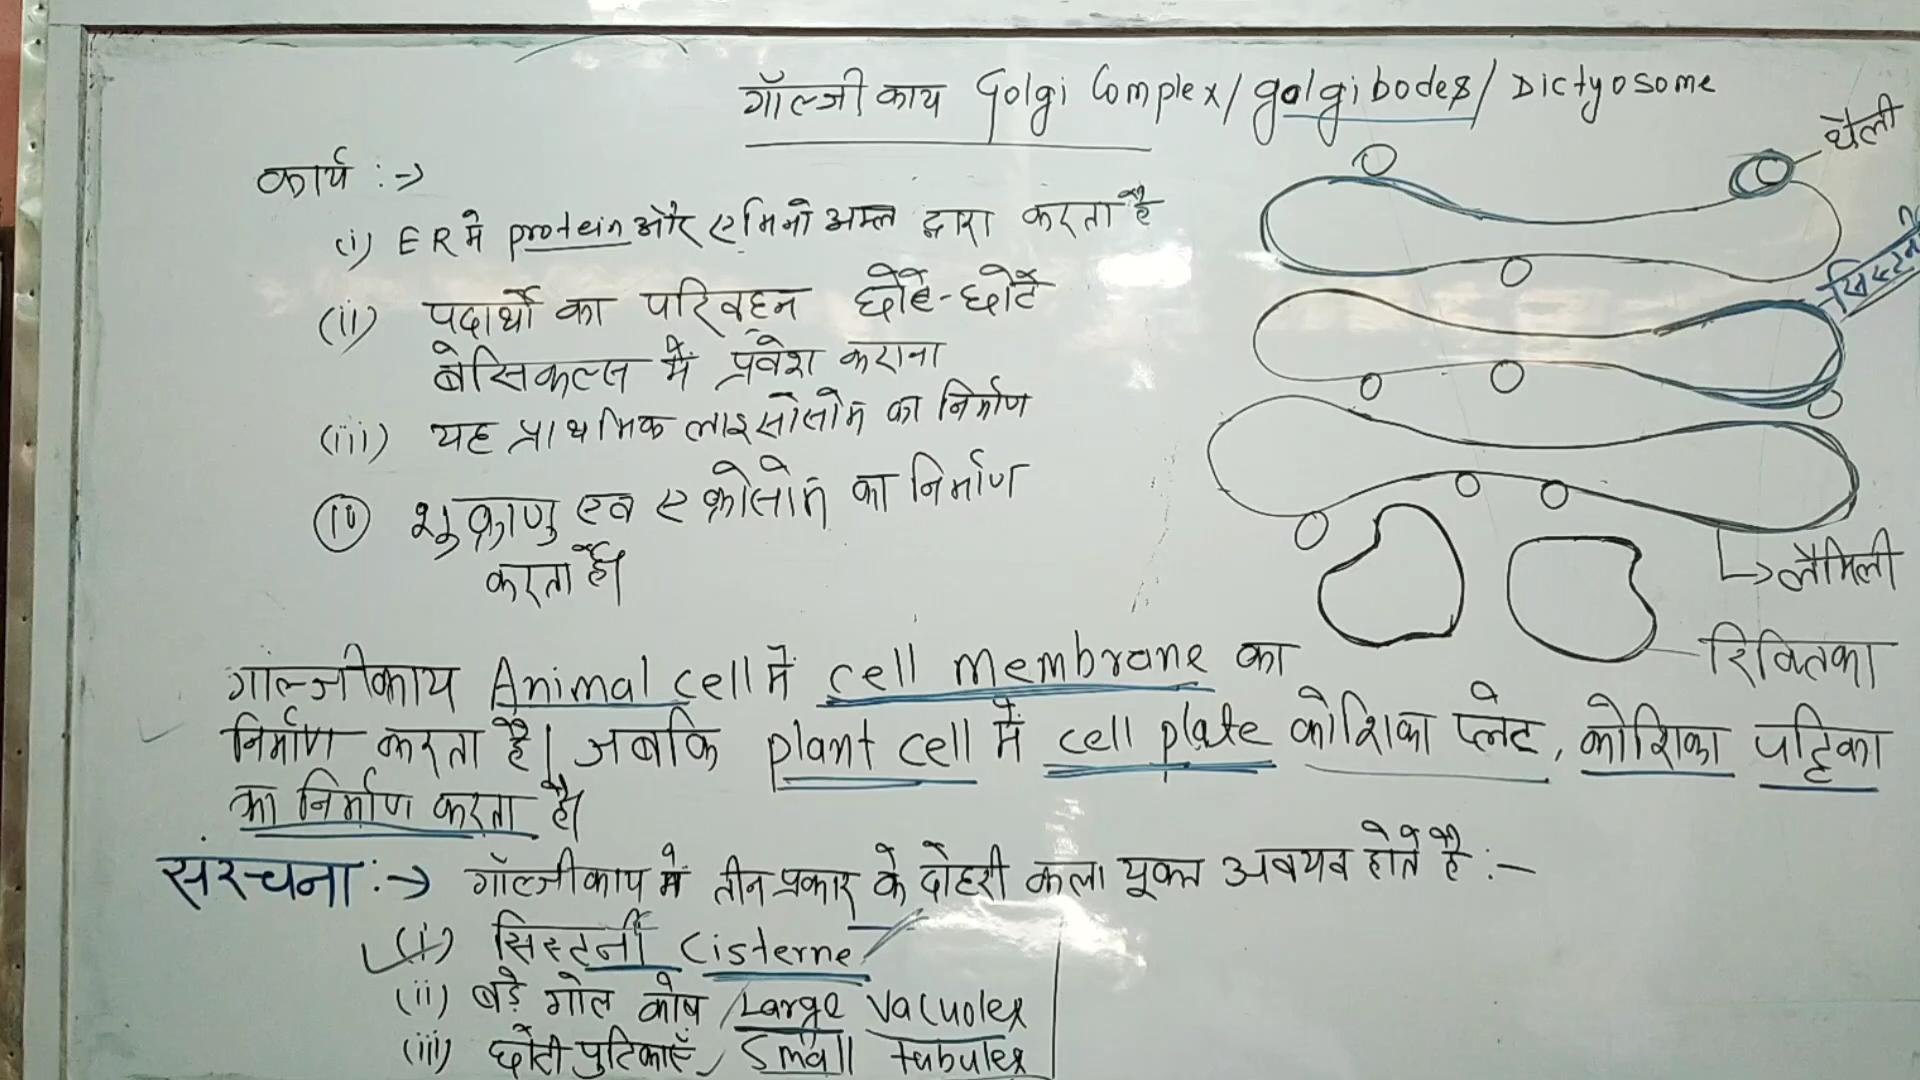 गॉल्जीकाय Golgi Complex/golgi bodes/Dictyosome
थैली
कार्य :->
(i) ER मे protein और एमिनो अम्ल द्वारा करता है
(ii) पदार्थों का परिवहन छोटे-छोटे
बेसिकल्स में प्रवेश कराना
(iii) यह प्राथमिक लाइसोसोम का निर्माण
(iv) शुक्राणु एव एक्रोसोम का निर्माण
करता है।
सिस्टर्नी
लैमिली
रिक्तिका
गाल्जीकाय Animal cell में cell membrane का
निर्माण करता है। जबकि plant cell में cell plate कोशिका प्लेट, कोशिका पट्टिका
का निर्माण करता है।
संरचना :-> गॉल्जीकाय में तीन प्रकार के दोहरी कला युक्त अवयव होते है :-
(i) सिस्टर्नी Cisterne
(ii) बड़े गोल कोष /Large Vacuoles
(iii) छोटी पुटिकाएँ, Small tubules